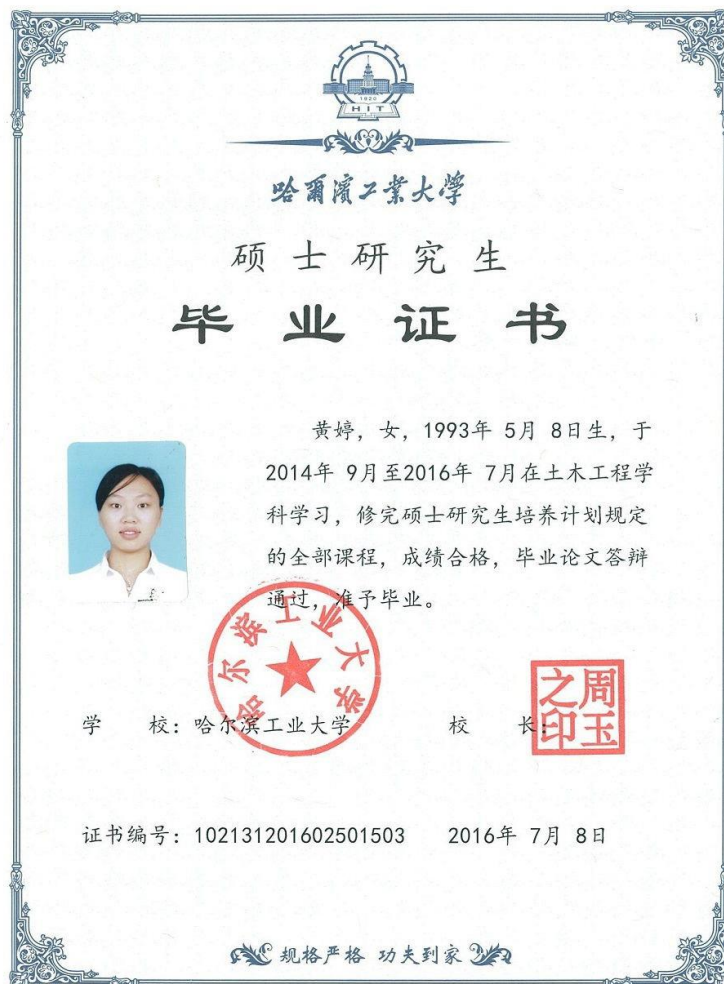 1920
HIT
哈爾濱工業大學
硕士研究生
毕业证书
黄婷，女，1993年 5月 8日生，于
2014年 9月至2016年 7月在土木工程学
科学习，修完硕士研究生培养计划规定
的全部课程，成绩合格，毕业论文答辩
通过，准予毕业。
哈尔滨工业大学
周玉之印
学 校：哈尔滨工业大学 校 长：
证书编号：102131201602501503 2016年 7月 8日
规格严格 功夫到家